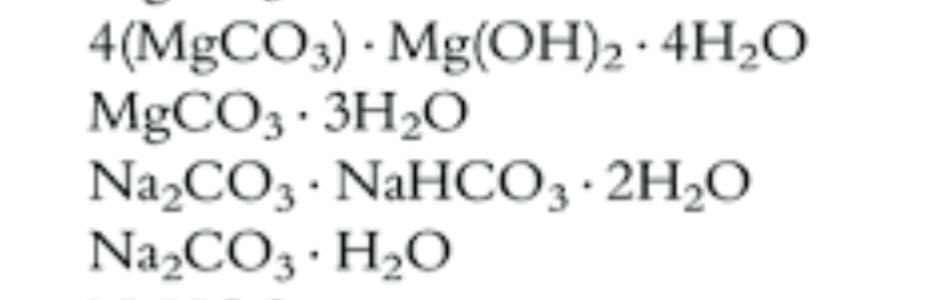 4(MgCO₃) · Mg(OH)₂ · 4H₂O
MgCO₃ · 3H₂O
Na₂CO₃ · NaHCO₃ · 2H₂O
Na₂CO₃ · H₂O